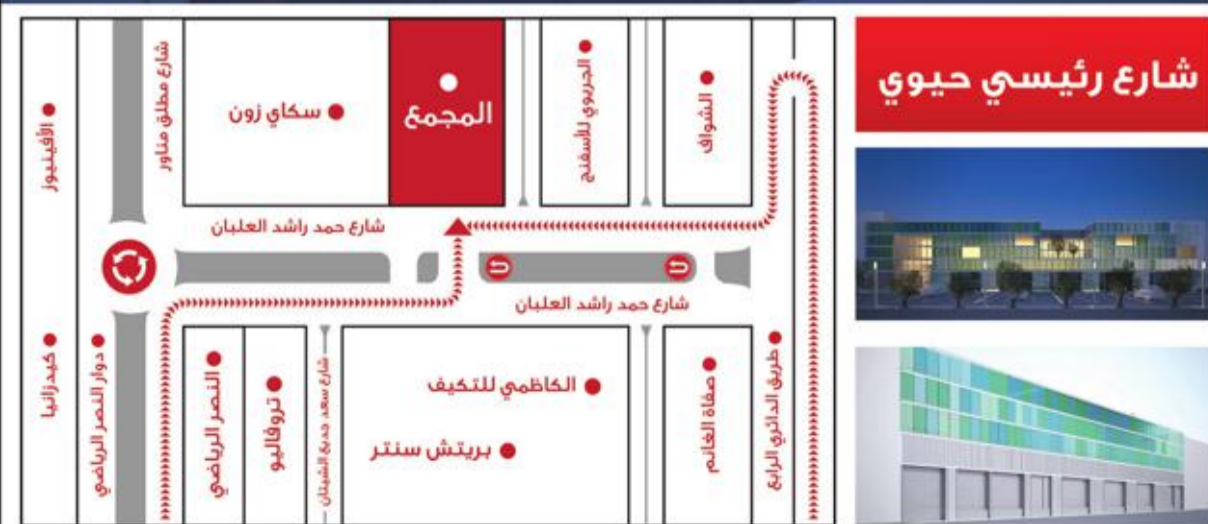 شارع رئيسي حيوي
الشواف
الجريوي للأسفنج
المجمع
سكاي زون
شارع مطلق مناور
الأفينيوز
شارع حمد راشد العلبان
شارع حمد راشد العلبان
طريق الدائري الرابع
صفاة الغانم
الكاظمي للتكيف
بريتش سنتر
شارع سعد جديع الشيتان
تروفاليو
النصر الرياضي
دوار النصر الرياضي
كيدزانيا